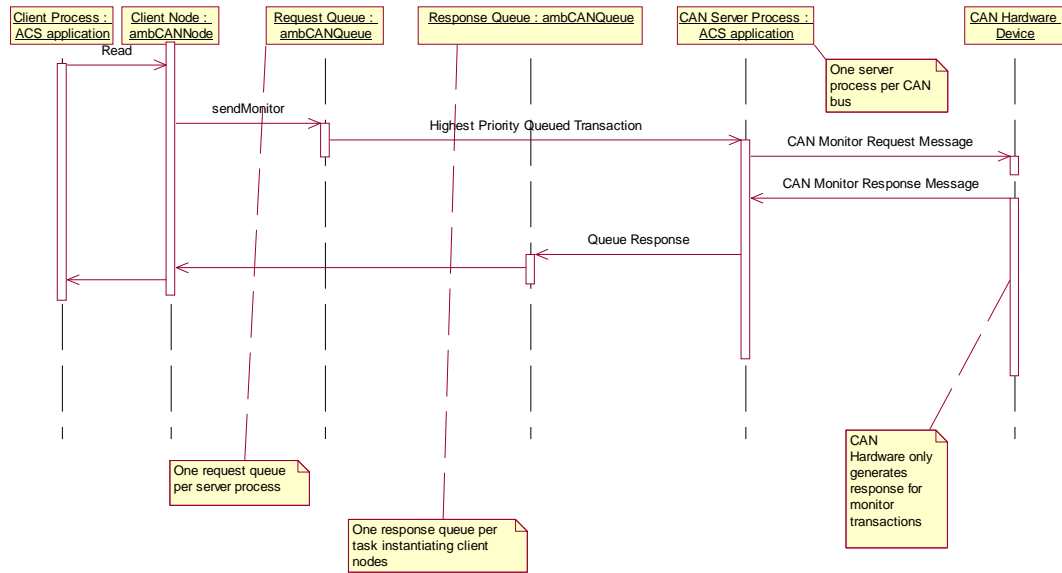 Client Process :
ACS application
Client Node :
ambCANNode
Request Queue :
ambCANQueue
Response Queue : ambCANQueue
CAN Server Process :
ACS application
CAN Hardware
Device
Read
One server
process per CAN
bus
sendMonitor
Highest Priority Queued Transaction
CAN Monitor Request Message
CAN Monitor Response Message
Queue Response
One request queue
per server process
One response queue per
task instantiating client
nodes
CAN
Hardware only
generates
response for
monitor
transactions